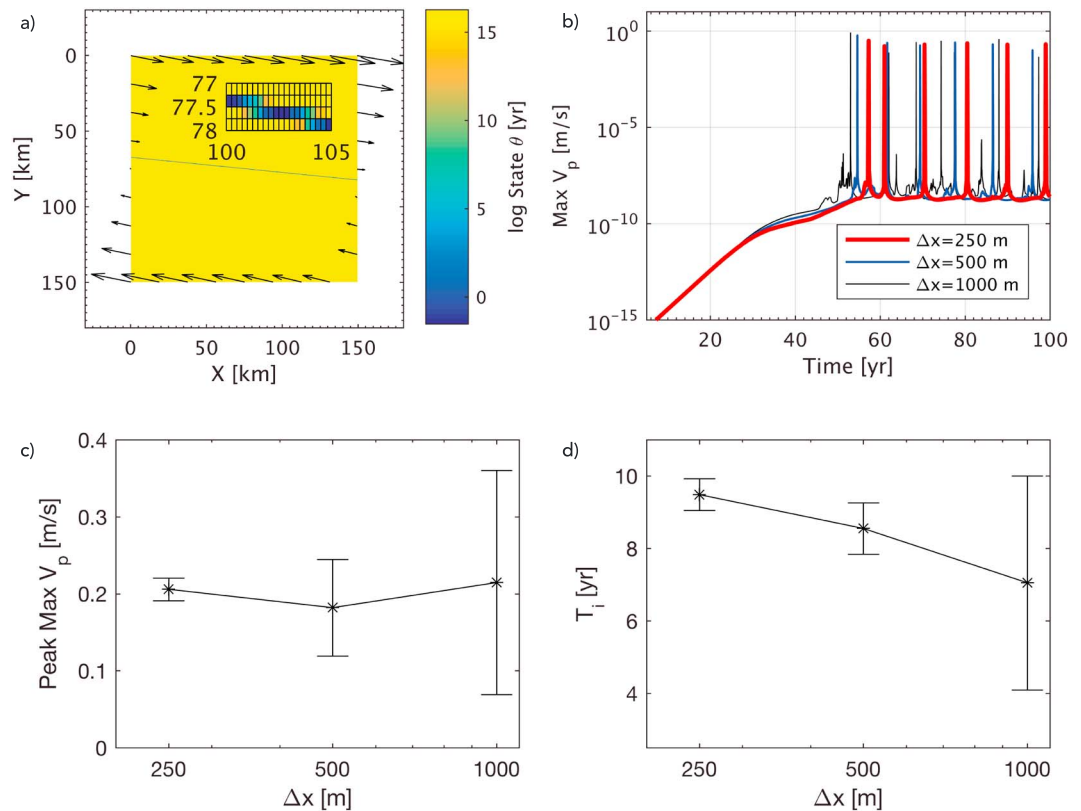 a)
0
50
100
150
Y [km]
0
50
100
150
X [km]
77
77.5
78
100
105
15
10
5
0
log State θ [yr]
b)
10^0
10^-5
10^-10
10^-15
Max V_p [m/s]
Δx=250 m
Δx=500 m
Δx=1000 m
20
40
60
80
100
Time [yr]
c)
0.4
0.3
0.2
0.1
0
Peak Max V_p [m/s]
250
500
1000
Δx [m]
d)
10
8
6
4
T_i [yr]
250
500
1000
Δx [m]